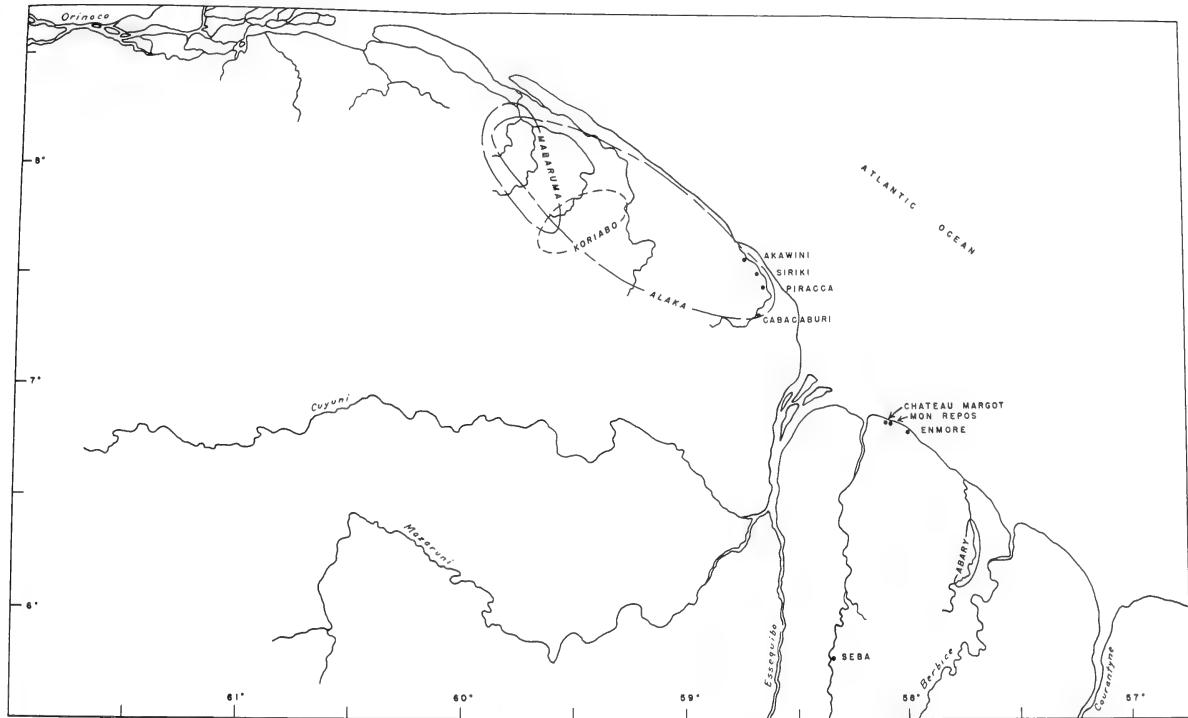 Orinoco
8°
MABARUMA
KORIABO
ALAKA
ATLANTIC
OCEAN
AKAWINI
SIRIKI
PIRACCA
CABACABURI
7°
Cuyuni
CHATEAU MARGOT
MON REPOS
ENMORE
Mazaruni
ABARY
6°
Essequibo
SEBA
Berbice
Courantyne
61°
60°
59°
58°
57°